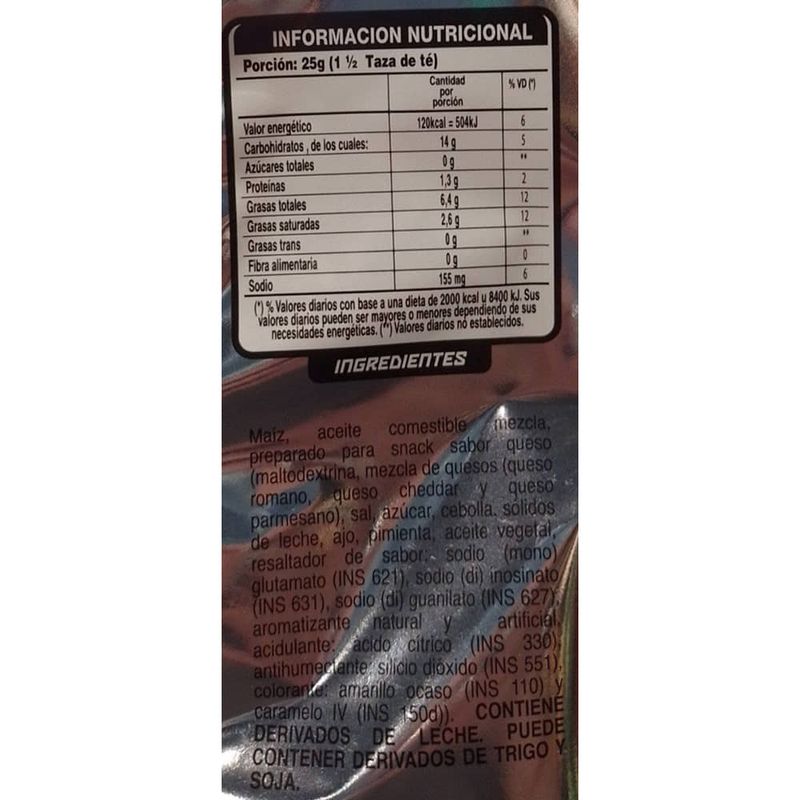 INFORMACION NUTRICIONAL
Porción: 25g (1 ½ Taza de té)
Cantidad por porción % VD (*)
Valor energético 120kcal = 504kJ 6
Carbohidratos , de los cuales: 14 g 5
Azúcares totales 0 g **
Proteínas 1,3 g 2
Grasas totales 6,4 g 12
Grasas saturadas 2,6 g 12
Grasas trans 0 g **
Fibra alimentaria 0 g 0
Sodio 155 mg 6
(*) % Valores diarios con base a una dieta de 2000 kcal y 8400 kJ. Sus
valores diarios pueden ser mayores o menores dependiendo de sus
necesidades energéticas. (**) Valores diarios no establecidos.
INGREDIENTES
Maíz, aceite comestible mezcla,
preparado para snack sabor queso
(maltodextrina, mezcla de quesos (queso
romano, queso cheddar y queso
parmesano), sal, azúcar, cebolla. sólidos
de leche, ajo, pimienta, aceite vegetal,
resaltador de sabor: sodio (mono)
glutamato (INS 621), sodio (di) inosinato
(INS 631), sodio (di) guanilato (INS 627),
aromatizante natural y artificial,
acidulante: ácido cítrico (INS 330),
antihumectante: silicio dióxido (INS 551),
colorante: amarillo ocaso (INS 110) y
caramelo IV (INS 150d)). CONTIENE
DERIVADOS DE LECHE. PUEDE
CONTENER DERIVADOS DE TRIGO Y
SOJA.